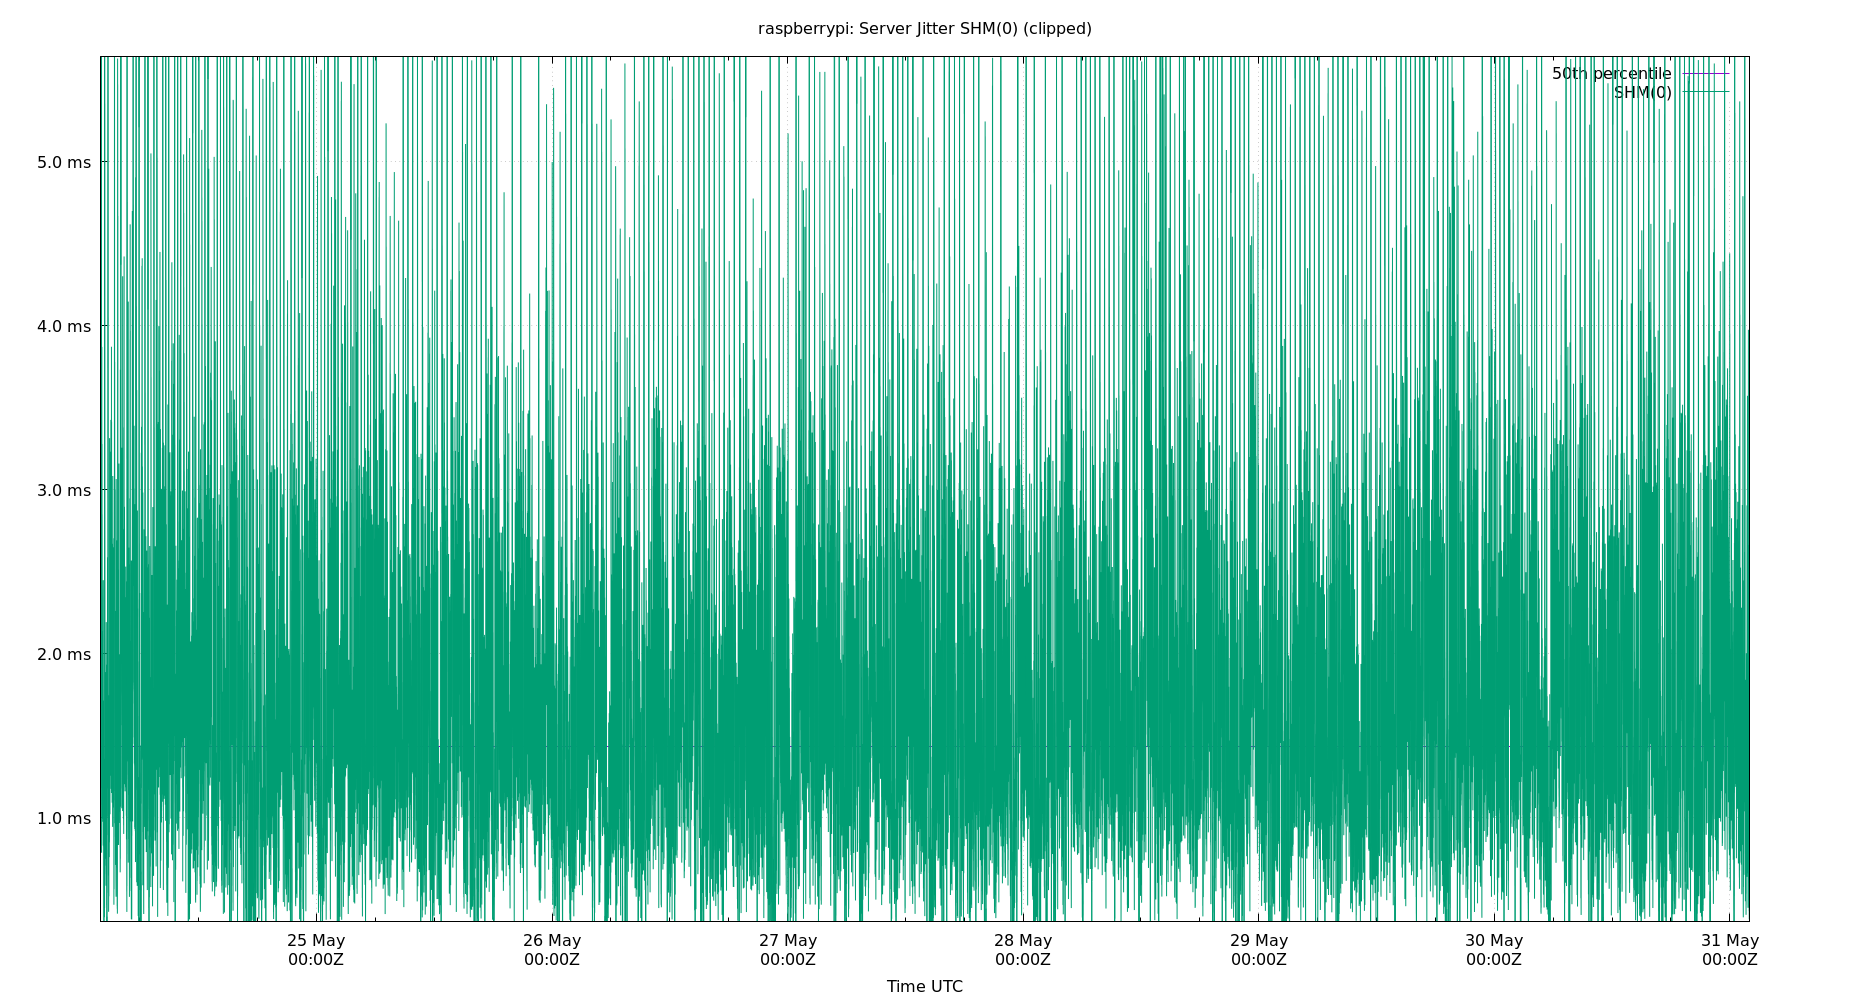 raspberrypi: Server Jitter SHM(0) (clipped)
50th percentile
SHM(0)
5.0 ms
4.0 ms
3.0 ms
2.0 ms
1.0 ms
25 May 26 May 27 May 28 May 29 May 30 May 31 May
00:00Z 00:00Z 00:00Z 00:00Z 00:00Z 00:00Z 00:00Z
Time UTC